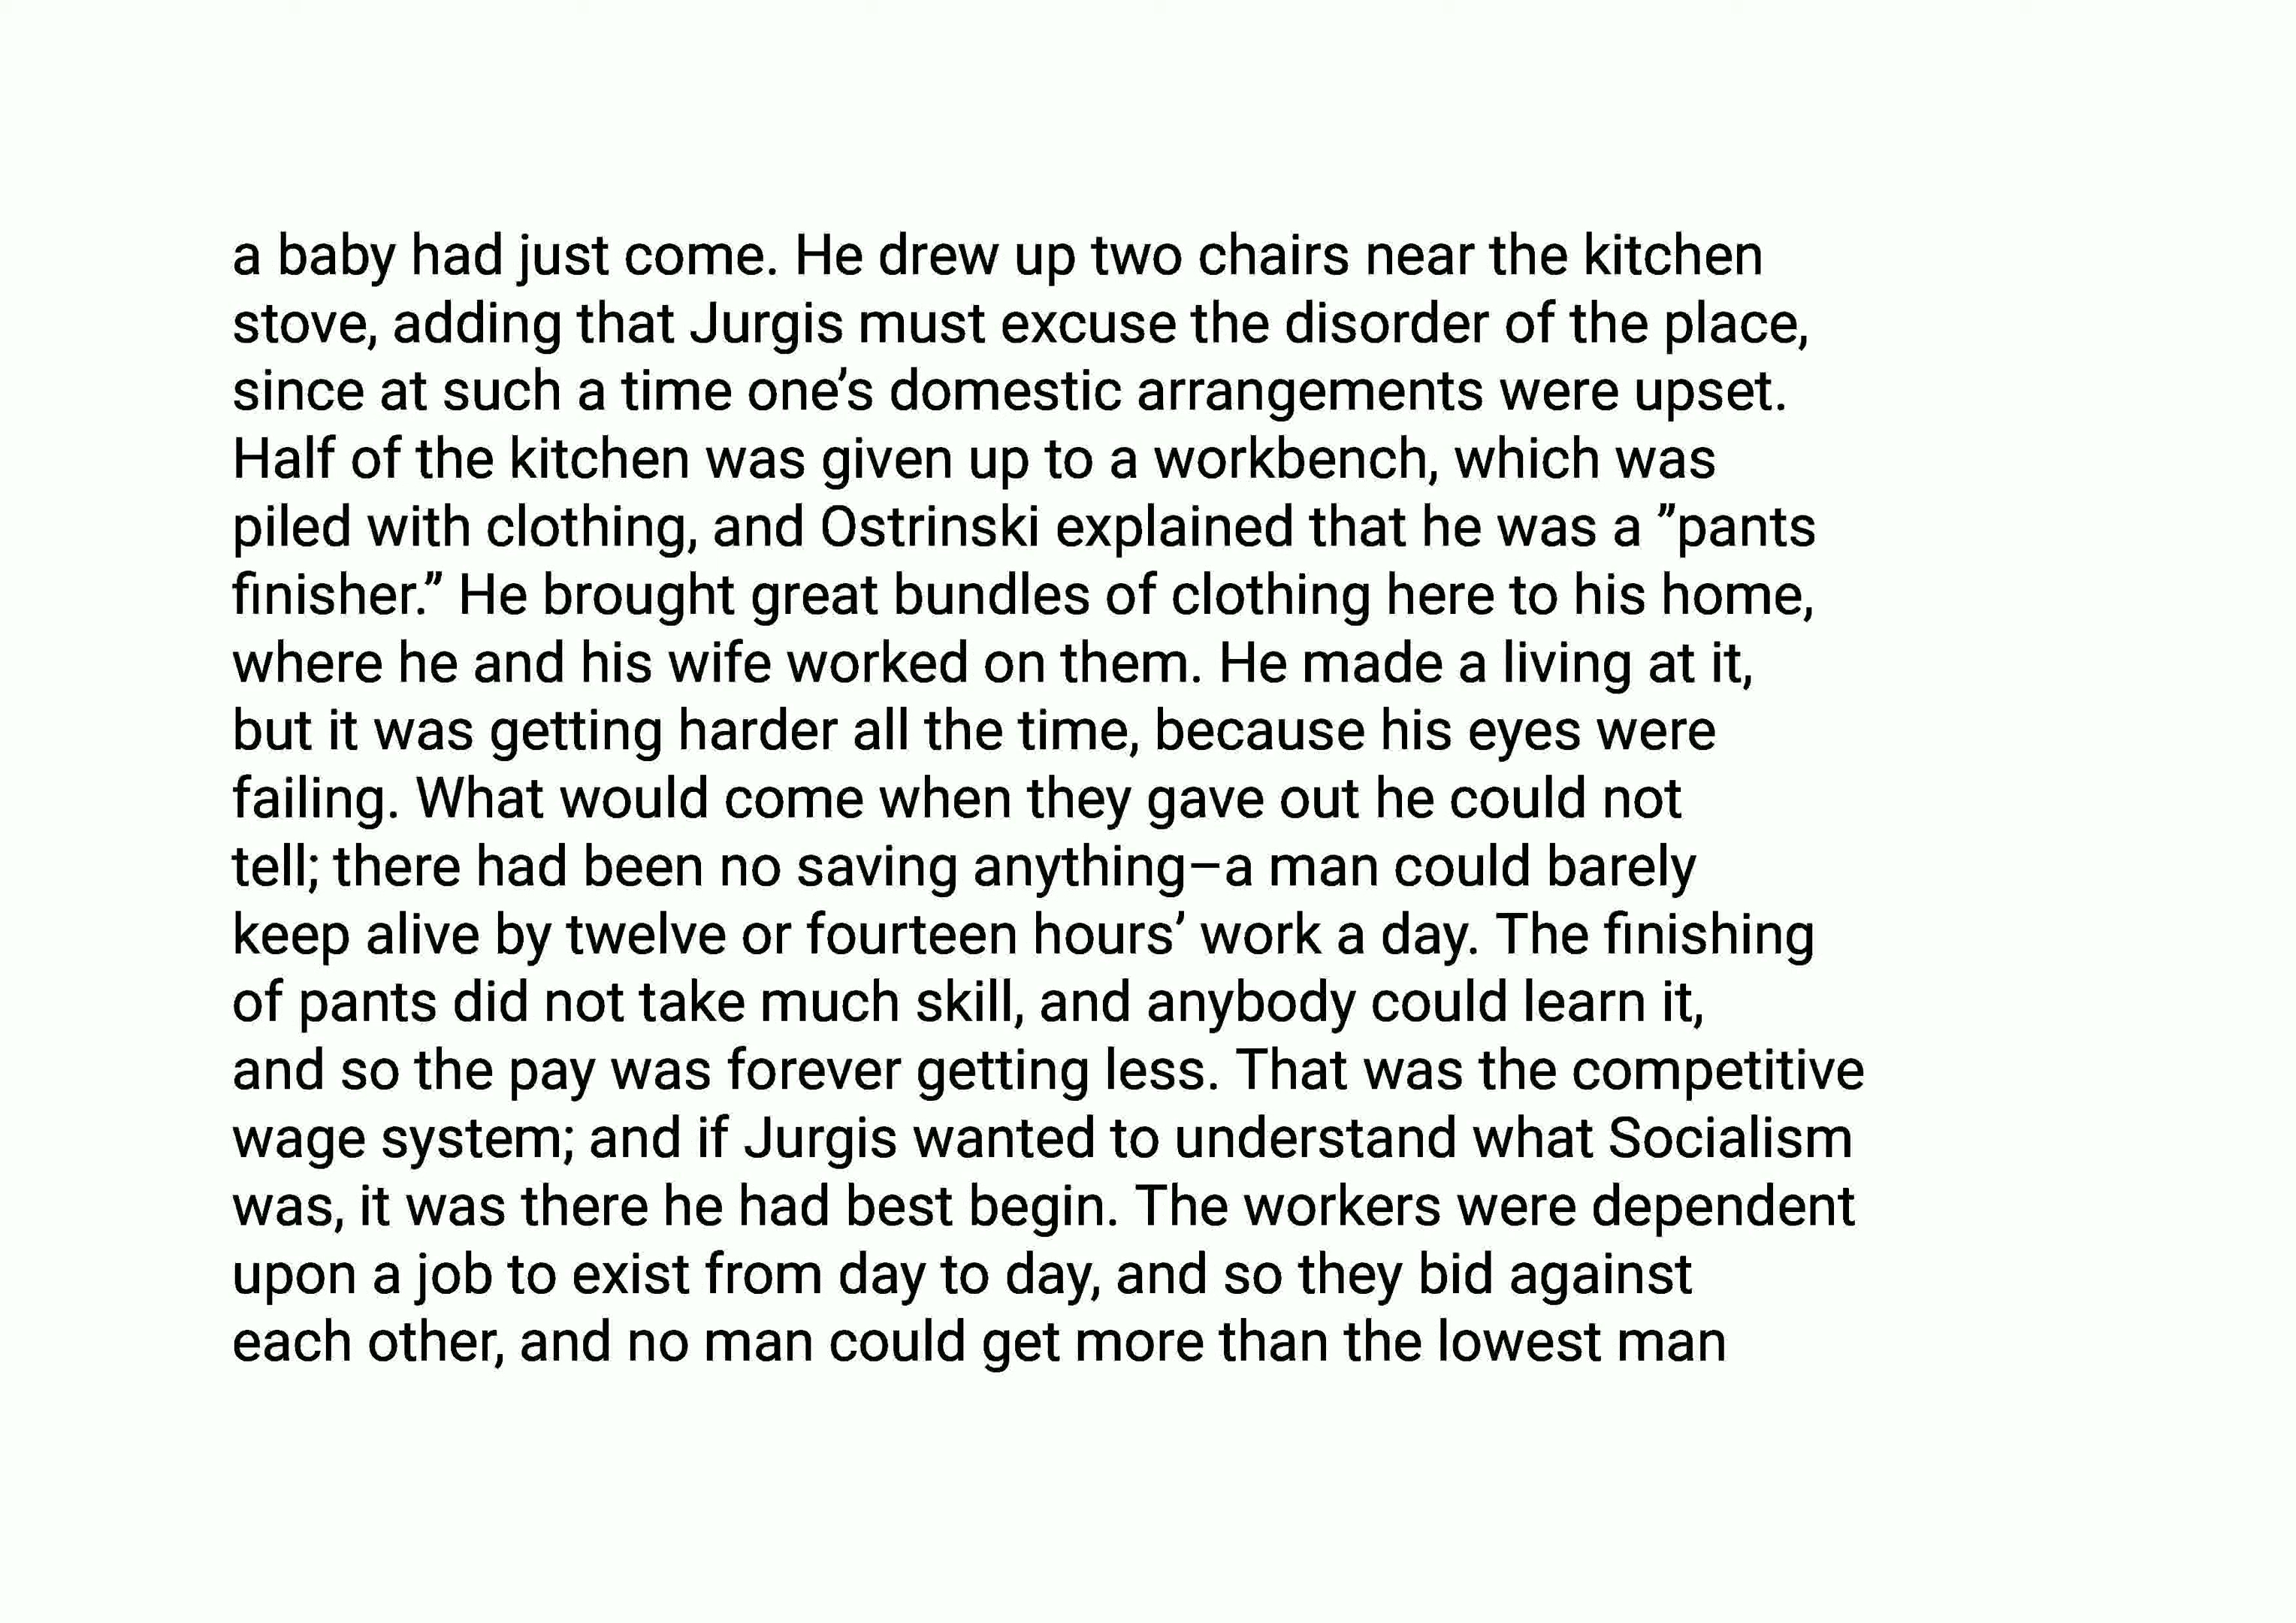 a baby had just come. He drew up two chairs near the kitchen
stove, adding that Jurgis must excuse the disorder of the place,
since at such a time one’s domestic arrangements were upset.
Half of the kitchen was given up to a workbench, which was
piled with clothing, and Ostrinski explained that he was a ”pants
finisher.” He brought great bundles of clothing here to his home,
where he and his wife worked on them. He made a living at it,
but it was getting harder all the time, because his eyes were
failing. What would come when they gave out he could not
tell; there had been no saving anything–a man could barely
keep alive by twelve or fourteen hours’ work a day. The finishing
of pants did not take much skill, and anybody could learn it,
and so the pay was forever getting less. That was the competitive
wage system; and if Jurgis wanted to understand what Socialism
was, it was there he had best begin. The workers were dependent
upon a job to exist from day to day, and so they bid against
each other, and no man could get more than the lowest man